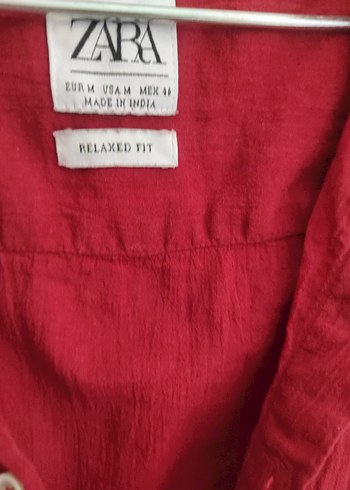 ZARA
EUR M USA M MEX 40
MADE IN INDIA
RELAXED FIT